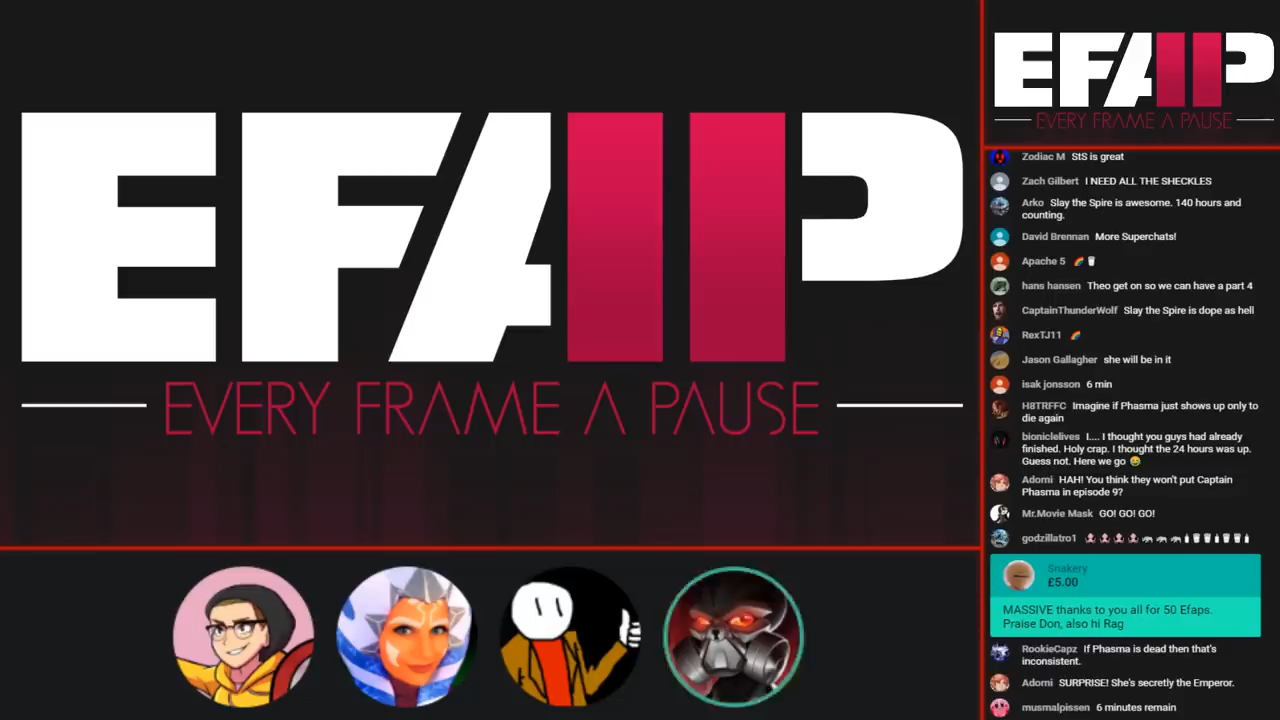 EFAP
EVERY FRAME A PAUSE
EFAP
EVERY FRAME A PAUSE
Zodiac M StS is great
Zach Gilbert I NEED ALL THE SHECKLES
Arko Slay the Spire is awesome. 140 hours and
counting.
David Brennan More Superchats!
Apache 5 🌈🥛
hans hansen Theo get on so we can have a part 4
CaptainThunderWolf Slay the Spire is dope as hell
RexTJ11 🌈
Jason Gallagher she will be in it
isak jonsson 6 min
H8TRFFC Imagine if Phasma just shows up only to
die again
bioniclelives I.... I thought you guys had already
finished. Holy crap. I thought the 24 hours was up.
Guess not. Here we go 😂
Adorni HAH! You think they won't put Captain
Phasma in episode 9?
Mr.Movie Mask GO! GO! GO!
godzillatro1
Snakery
£5.00
MASSIVE thanks to you all for 50 Efaps.
Praise Don, also hi Rag
RookieCapz If Phasma is dead then that's
inconsistent.
Adorni SURPRISE! She's secretly the Emperor.
musmalpissen 6 minutes remain